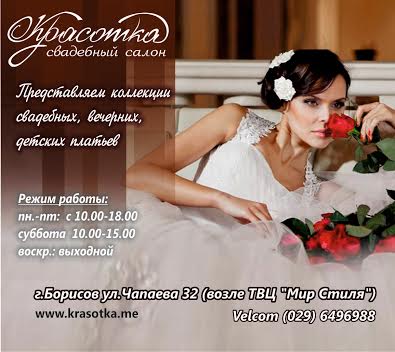 Красотка
свадебный салон
Представляем коллекции
свадебных, вечерних,
детских платьев
Режим работы:
пн.-пт: с 10.00-18.00
суббота 10.00-15.00
воскр.: выходной
г.Борисов ул.Чапаева 32 (возле ТВЦ "Мир Стиля")
www.krasotka.me Velcom (029) 6496988